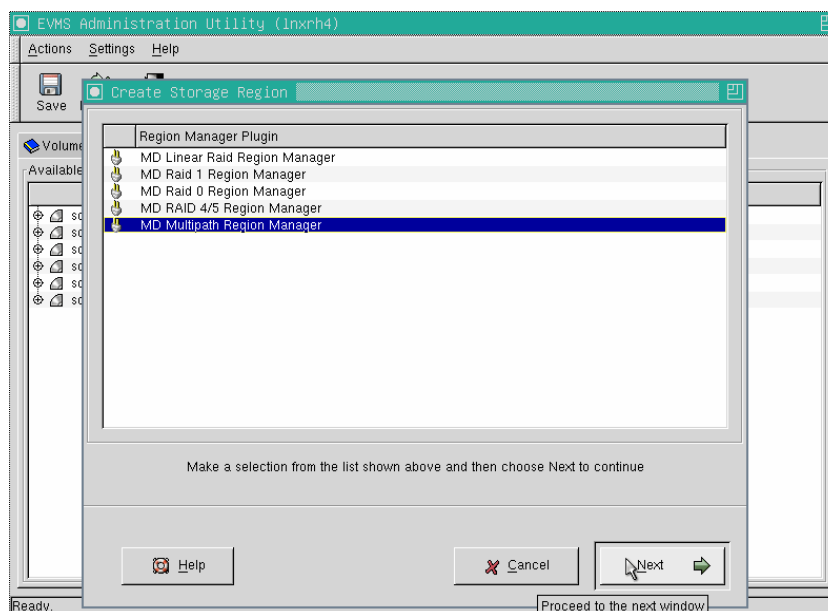 EVMS Administration Utility (lnxrh4)
Actions Settings Help
Save
Create Storage Region
Volume
Available
Region Manager Plugin
MD Linear Raid Region Manager
MD Raid 1 Region Manager
MD Raid 0 Region Manager
MD RAID 4/5 Region Manager
MD Multipath Region Manager
Make a selection from the list shown above and then choose Next to continue
Help Cancel Next
Ready.
Proceed to the next window